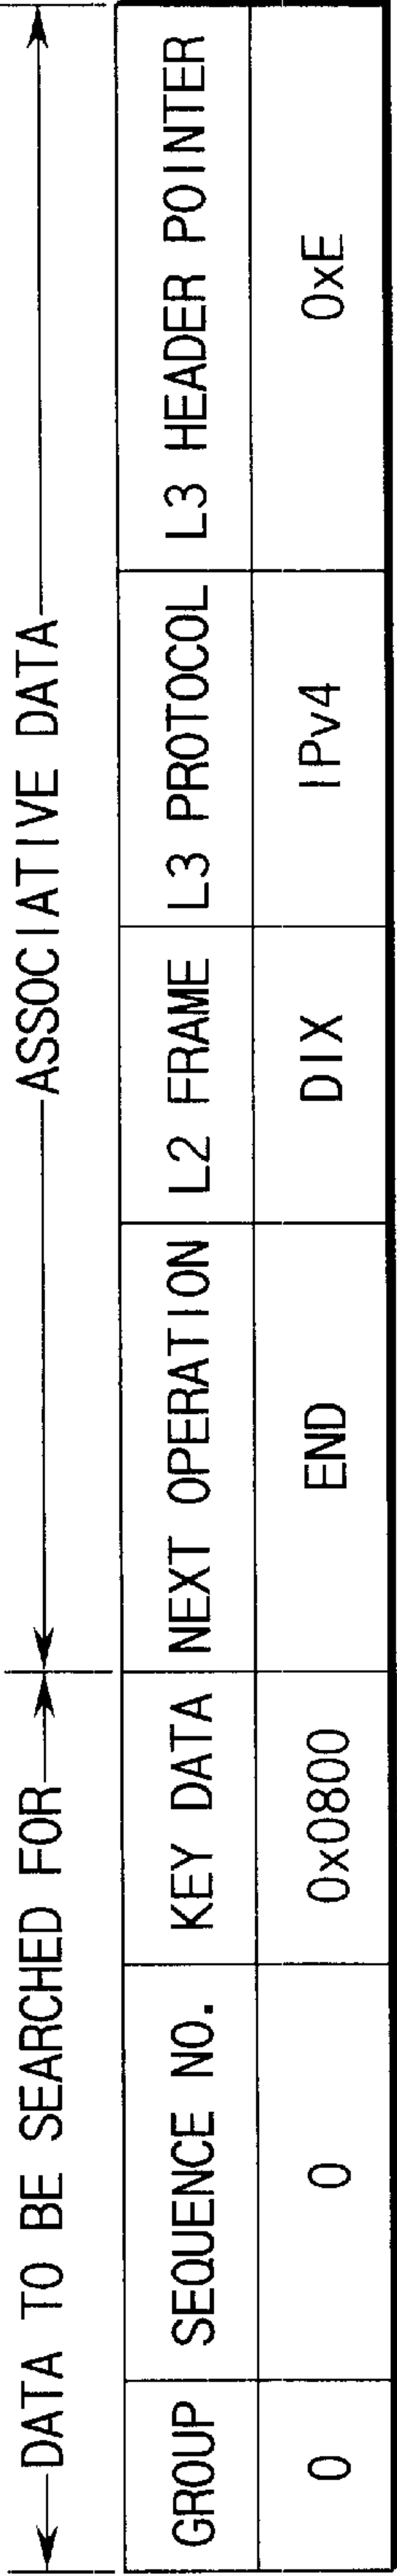 DATA TO BE SEARCHED FOR ASSOCIATIVE DATA
GROUP SEQUENCE NO. KEY DATA NEXT OPERATION L2 FRAME L3 PROTOCOL L3 HEADER POINTER
0 0 0x0800 END DIX IPv4 0xE